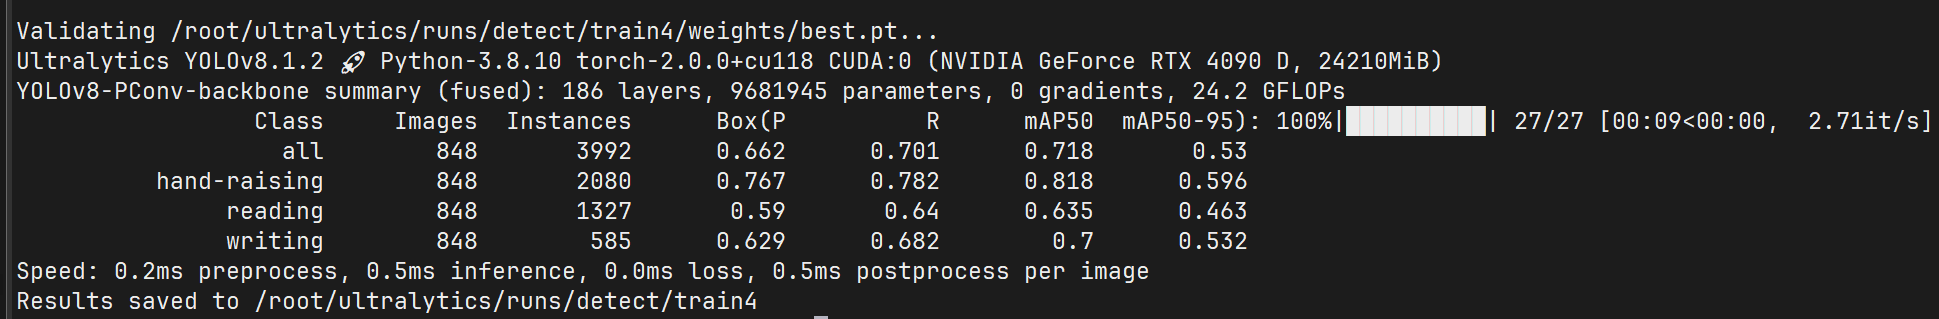 Validating /root/ultralytics/runs/detect/train4/weights/best.pt...
Ultralytics YOLOv8.1.2 🚀 Python-3.8.10 torch-2.0.0+cu118 CUDA:0 (NVIDIA GeForce RTX 4090 D, 24210MiB)
YOLOv8-PConv-backbone summary (fused): 186 layers, 9681945 parameters, 0 gradients, 24.2 GFLOPs
Class Images Instances Box(P R mAP50 mAP50-95): 100%|██████████| 27/27 [00:09<00:00, 2.71it/s]
all 848 3992 0.662 0.701 0.718 0.53
hand-raising 848 2080 0.767 0.782 0.818 0.596
reading 848 1327 0.59 0.64 0.635 0.463
writing 848 585 0.629 0.682 0.7 0.532
Speed: 0.2ms preprocess, 0.5ms inference, 0.0ms loss, 0.5ms postprocess per image
Results saved to /root/ultralytics/runs/detect/train4